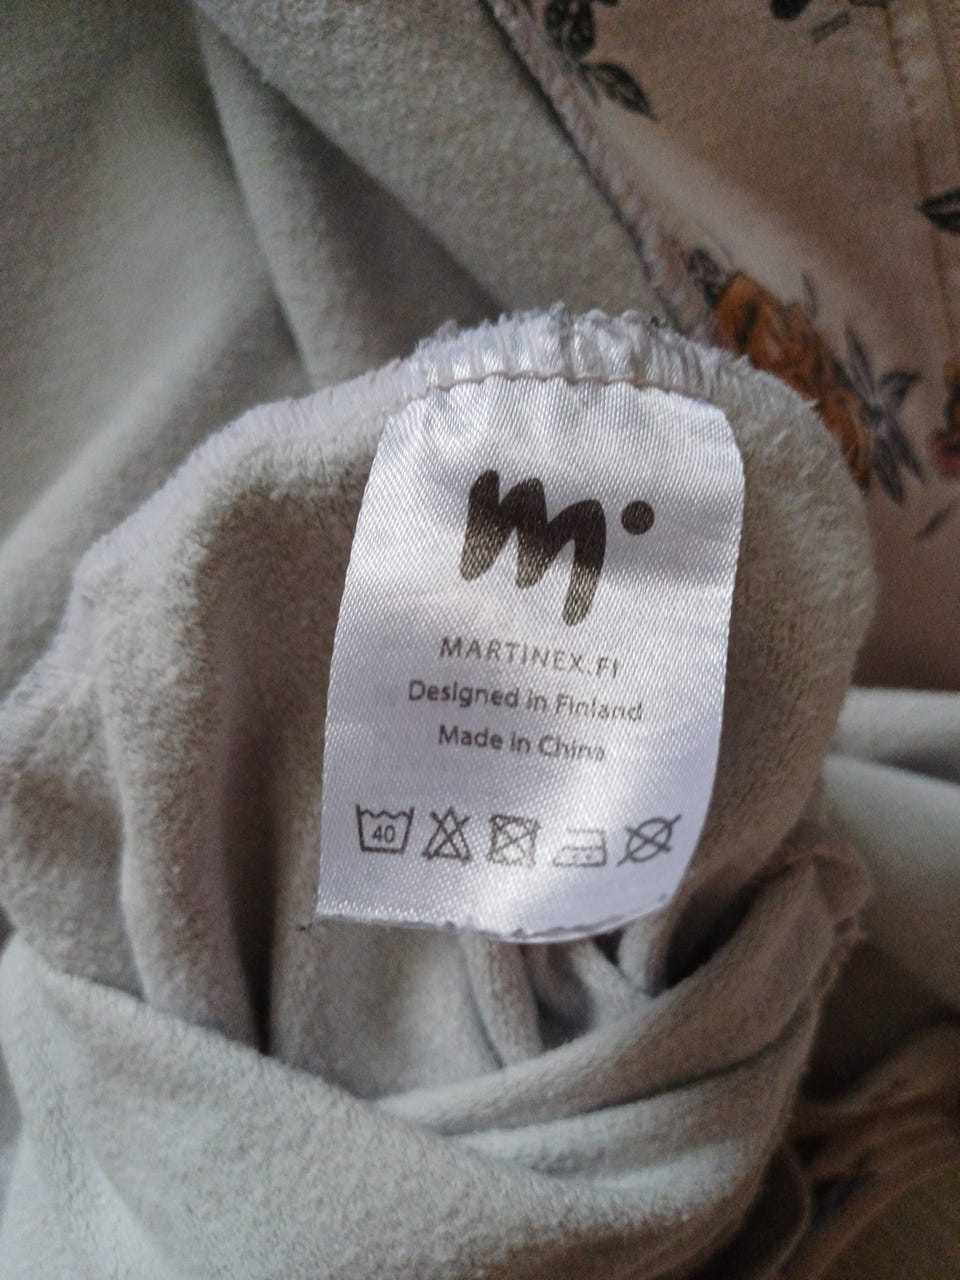 m
MARTINEX.FI
Designed in Finland
Made in China
40